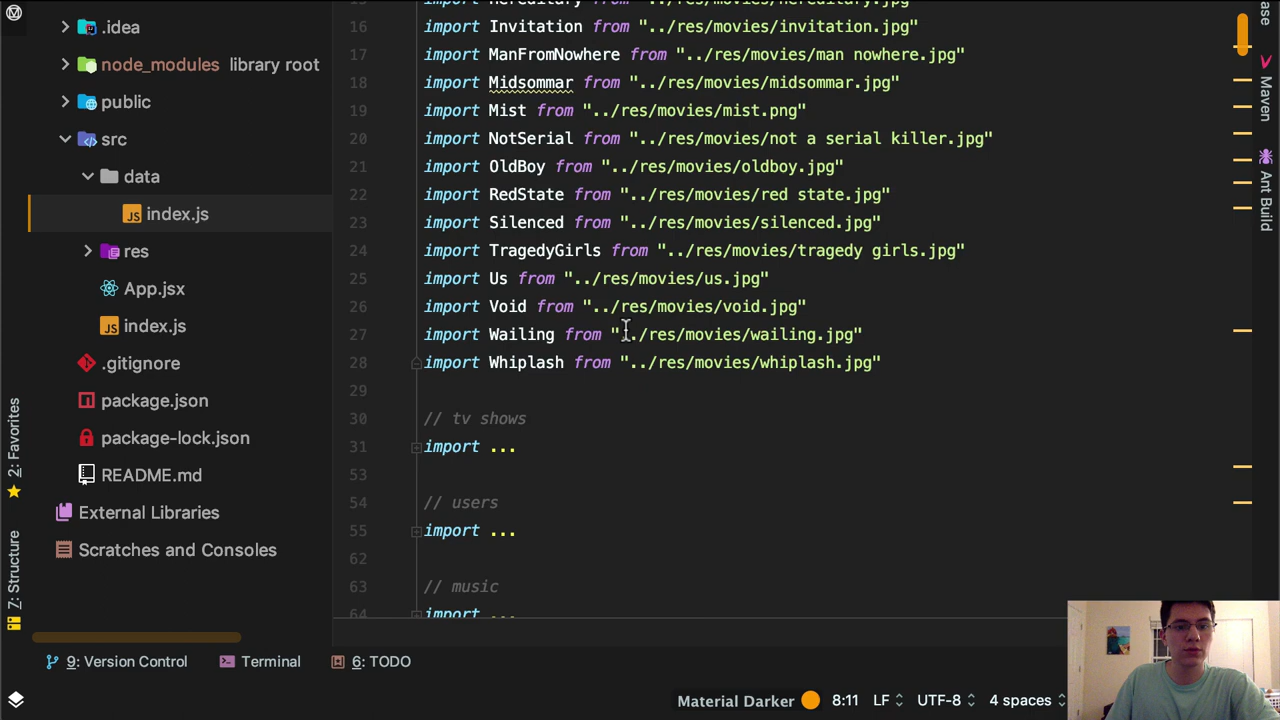 .idea
node_modules library root
public
src
data
index.js
res
App.jsx
index.js
.gitignore
package.json
package-lock.json
README.md
External Libraries
Scratches and Consoles
2: Favorites
7: Structure
16 import Invitation from "../res/movies/invitation.jpg"
17 import ManFromNowhere from "../res/movies/man nowhere.jpg"
18 import Midsommar from "../res/movies/midsommar.jpg"
19 import Mist from "../res/movies/mist.png"
20 import NotSerial from "../res/movies/not a serial killer.jpg"
21 import OldBoy from "../res/movies/oldboy.jpg"
22 import RedState from "../res/movies/red state.jpg"
23 import Silenced from "../res/movies/silenced.jpg"
24 import TragedyGirls from "../res/movies/tragedy girls.jpg"
25 import Us from "../res/movies/us.jpg"
26 import Void from "../res/movies/void.jpg"
27 import Wailing from "../res/movies/wailing.jpg"
28 import Whiplash from "../res/movies/whiplash.jpg"
29
30 // tv shows
31 import ...
53
54 // users
55 import ...
62
63 // music
64 import ...
Maven
Ant Build
9: Version Control Terminal 6: TODO
Material Darker 8:11 LF UTF-8 4 spaces